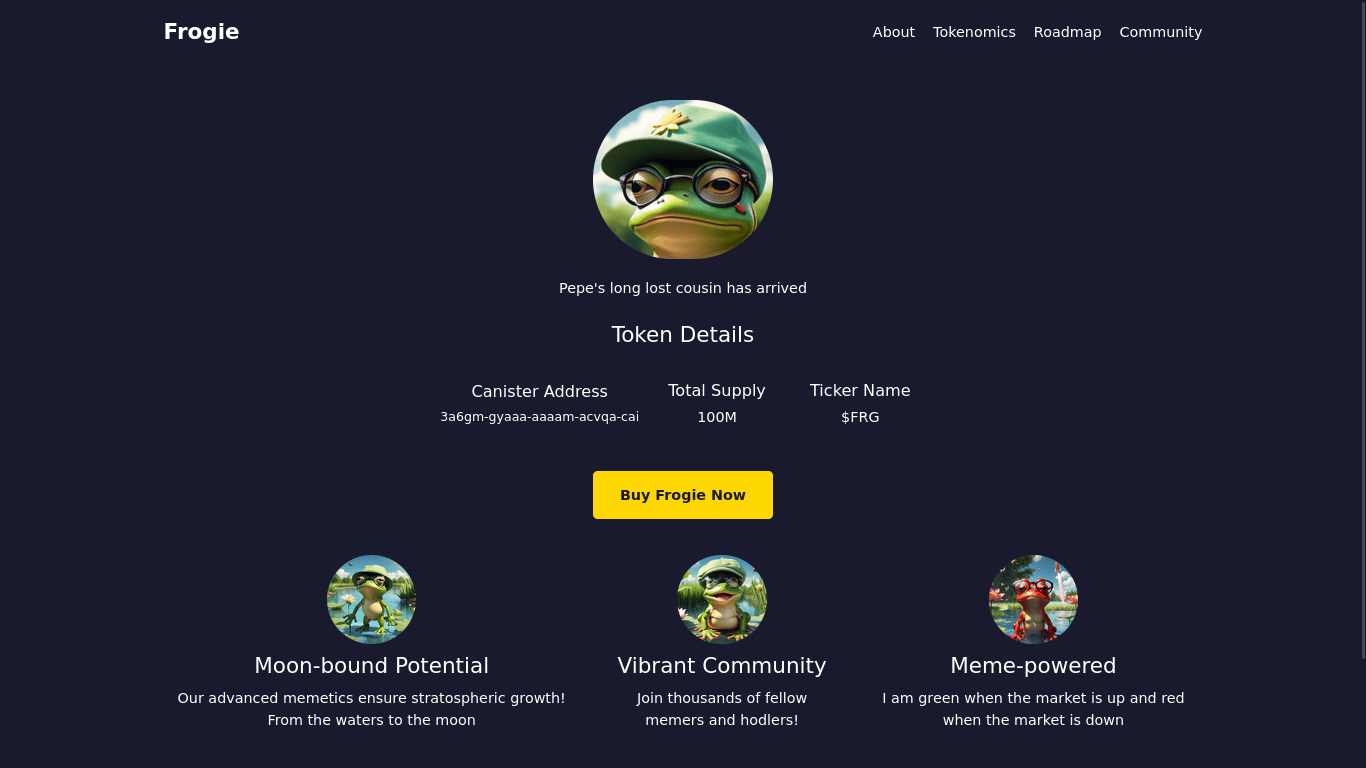 Frogie
About Tokenomics Roadmap Community
Pepe's long lost cousin has arrived
Token Details
Canister Address
3a6gm-gyaaa-aaaam-acvqa-cai
Total Supply
100M
Ticker Name
$FRG
Buy Frogie Now
Moon-bound Potential
Our advanced memetics ensure stratospheric growth!
From the waters to the moon
Vibrant Community
Join thousands of fellow
memers and hodlers!
Meme-powered
I am green when the market is up and red
when the market is down